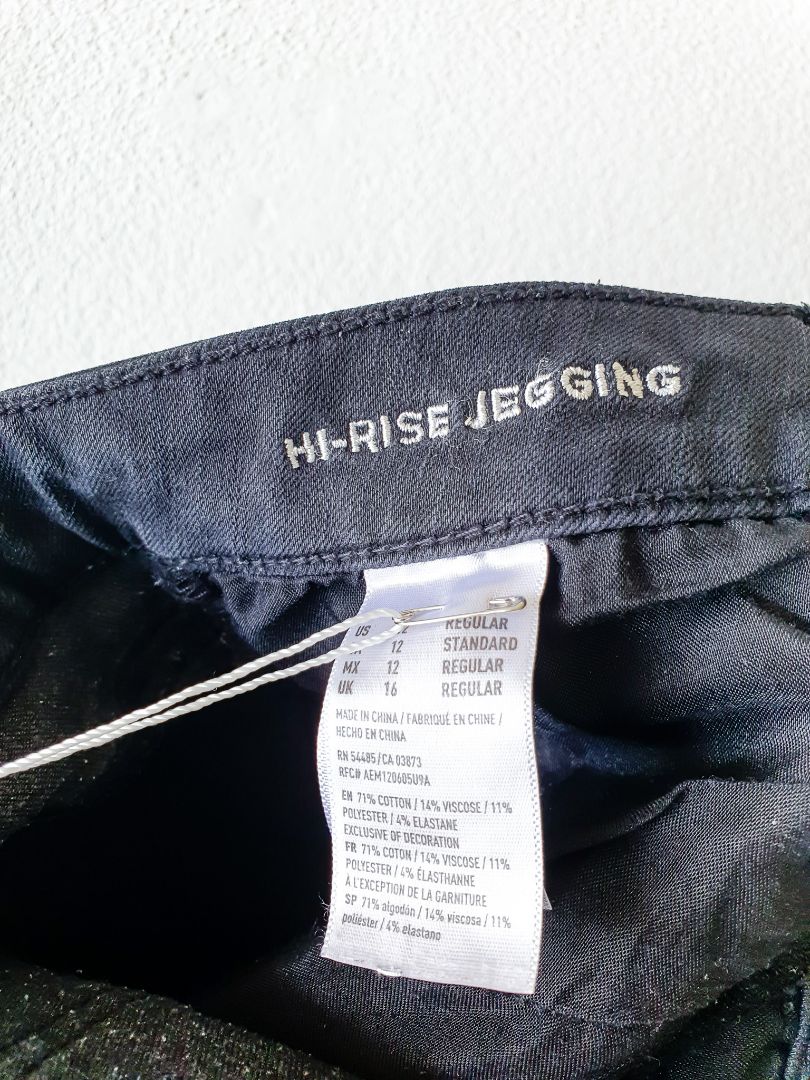 HI-RISE JEGGING
US REGULAR
12 STANDARD
MX 12 REGULAR
UK 16 REGULAR
MADE IN CHINA / FABRIQUÉ EN CHINE /
HECHO EN CHINA
RN 54485/CA 03873
RFC# AEM120605U9A
EN 71% COTTON / 14% VISCOSE / 11%
POLYESTER / 4% ELASTANE
EXCLUSIVE OF DECORATION
FR 71% COTON / 14% VISCOSE / 11%
POLYESTER / 4% ÉLASTHANNE
À L'EXCEPTION DE LA GARNITURE
SP 71% algodón / 14% viscosa / 11%
poliéster / 4% elastano